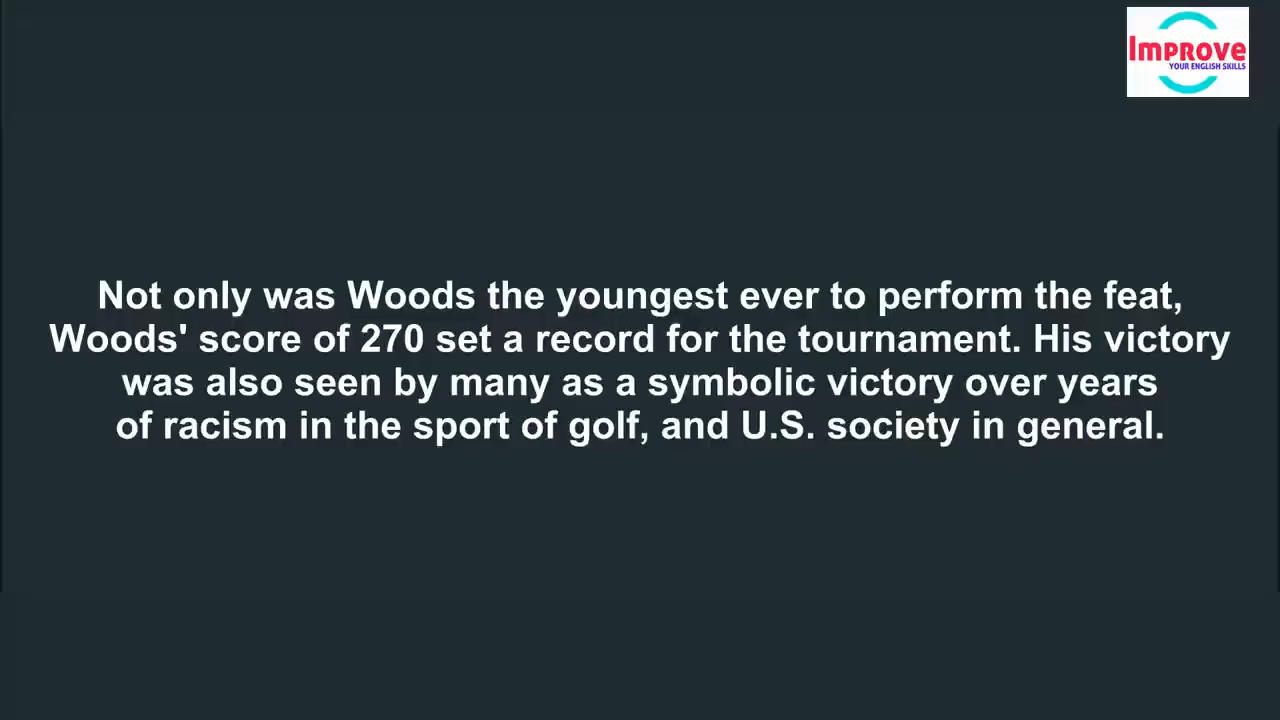 Improve
YOUR ENGLISH SKILLS
Not only was Woods the youngest ever to perform the feat,
Woods' score of 270 set a record for the tournament. His victory
was also seen by many as a symbolic victory over years
of racism in the sport of golf, and U.S. society in general.